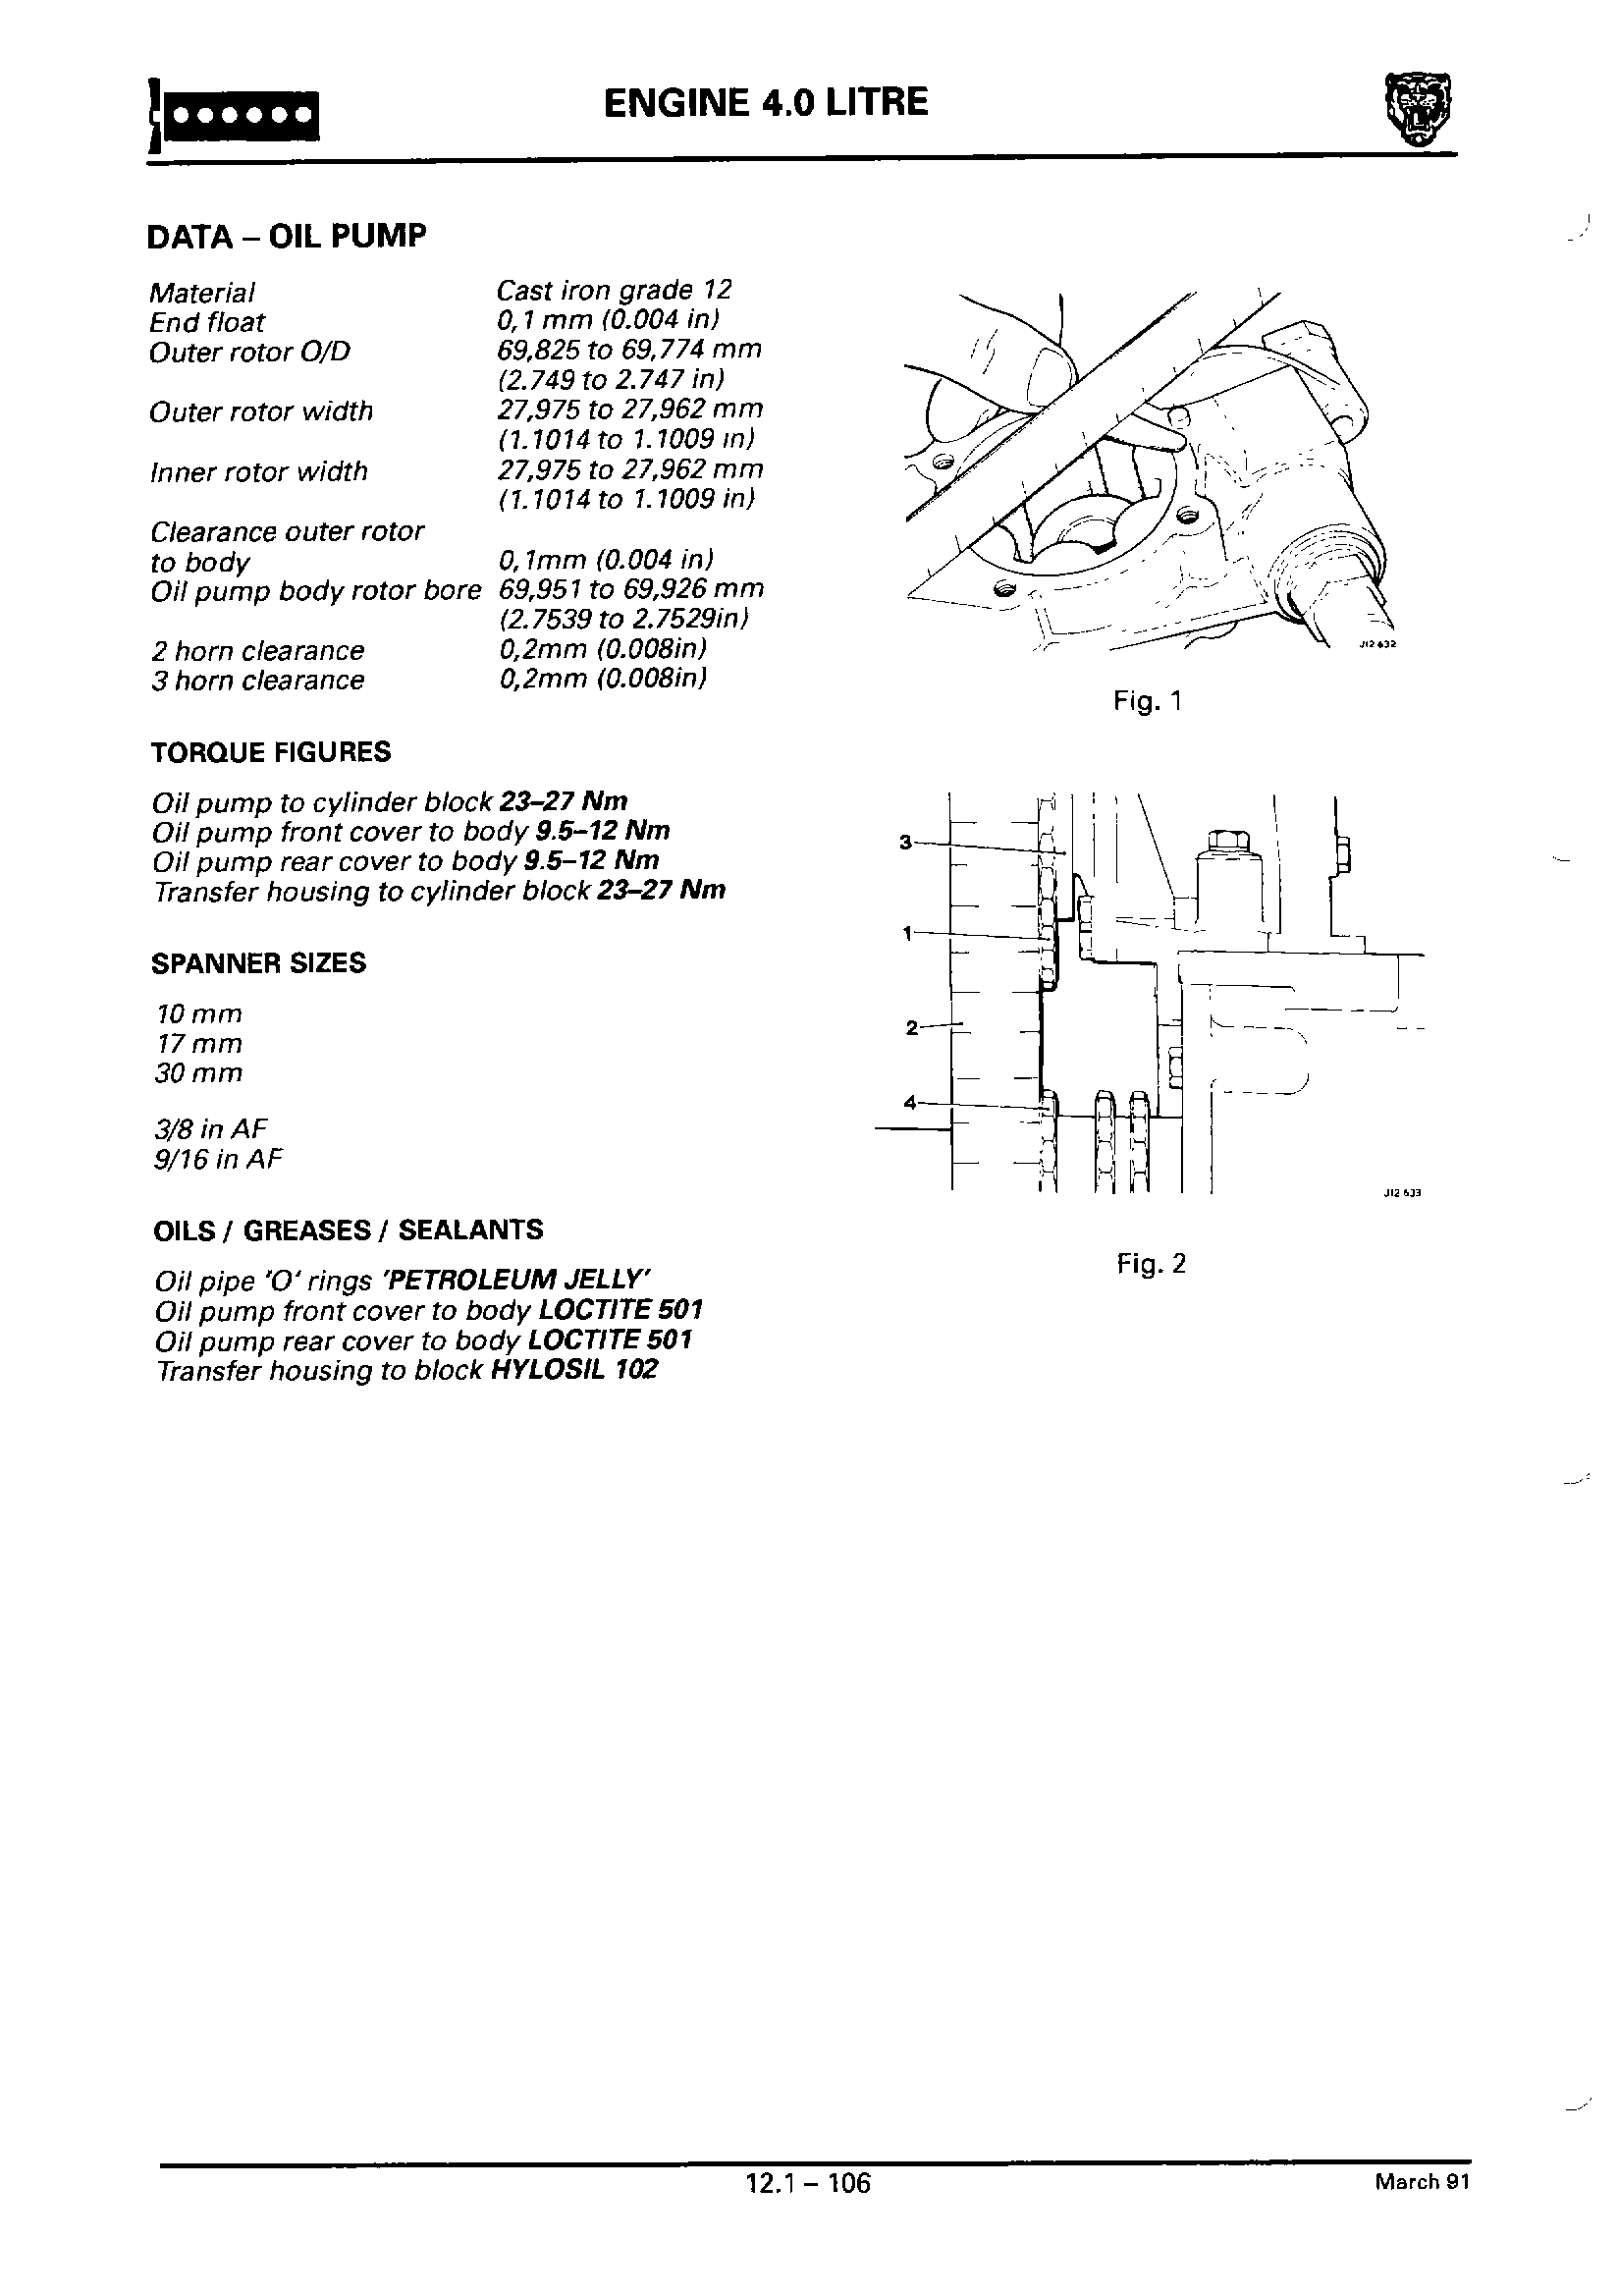 ENGINE 4.0 LITRE
DATA – OIL PUMP
Material Cast iron grade 12
End float 0,1 mm (0.004 in)
Outer rotor O/D 69,825 to 69,774 mm
(2.749 to 2.747 in)
Outer rotor width 27,975 to 27,962 mm
(1.1014 to 1.1009 in)
Inner rotor width 27,975 to 27,962 mm
(1.1014 to 1.1009 in)
Clearance outer rotor
to body 0,1mm (0.004 in)
Oil pump body rotor bore 69,951 to 69,926 mm
(2.7539 to 2.7529in)
2 horn clearance 0,2mm (0.008in)
3 horn clearance 0,2mm (0.008in)
TORQUE FIGURES
Oil pump to cylinder block 23–27 Nm
Oil pump front cover to body 9.5–12 Nm
Oil pump rear cover to body 9.5–12 Nm
Transfer housing to cylinder block 23–27 Nm
SPANNER SIZES
10 mm
17 mm
30 mm
3/8 in AF
9/16 in AF
OILS / GREASES / SEALANTS
Oil pipe 'O' rings 'PETROLEUM JELLY'
Oil pump front cover to body LOCTITE 501
Oil pump rear cover to body LOCTITE 501
Transfer housing to block HYLOSIL 102
J12 632
Fig. 1
3
1
2
4
J12 633
Fig. 2
12.1 – 106
March 91